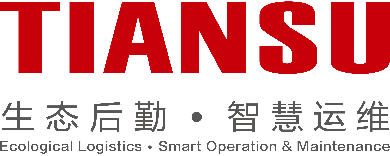 TIANSU
生态后勤・智慧运维
Ecological Logistics・Smart Operation & Maintenance